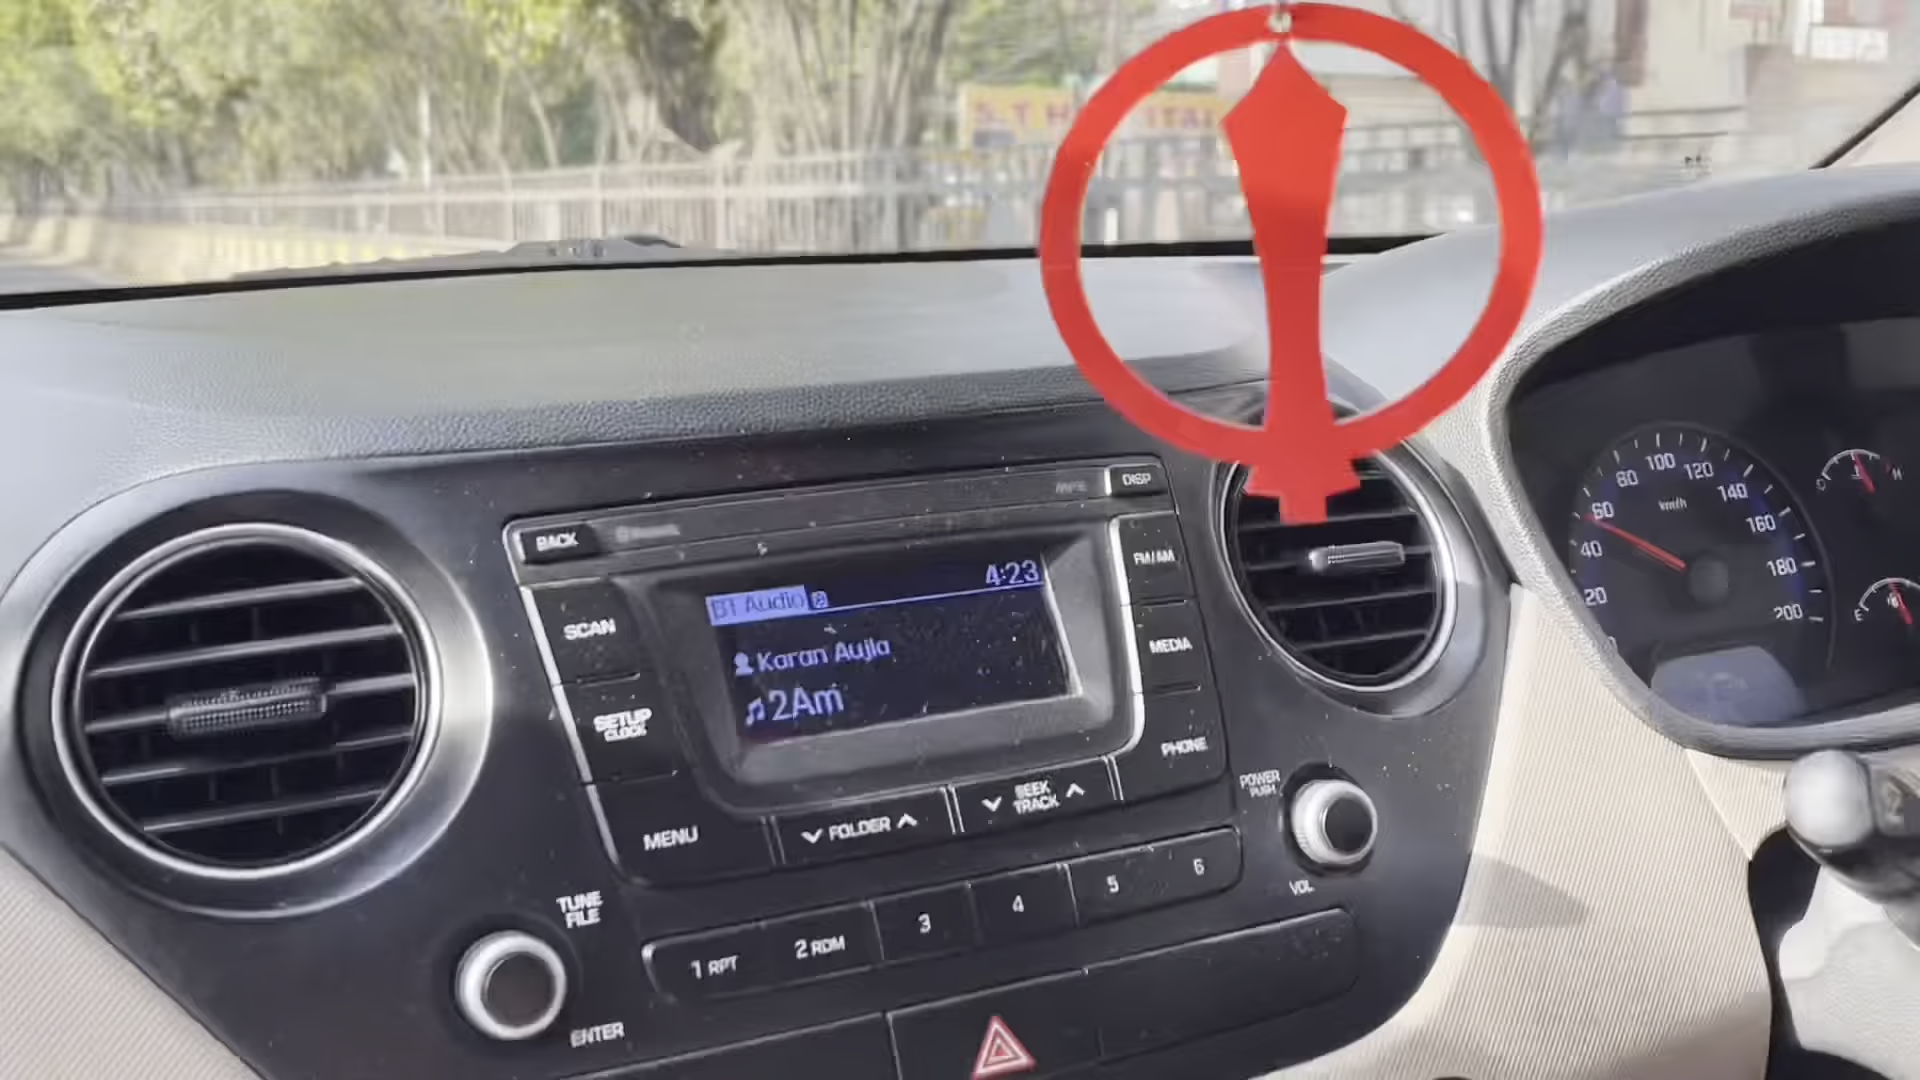 BACK
DISP
SCAN
SETUP
CLOCK
MENU
BT Audio
4:23
Karan Aujla
2Am
FM/AM
MEDIA
PHONE
FOLDER
SEEK
TRACK
POWER
PUSH
VOL
TUNE
FILE
ENTER
1 RPT
2 RDM
3
4
5
6
20
40
60
80
100
120
140
160
180
200
km/h
H
E